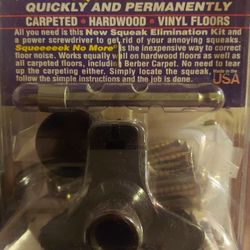 QUICKLY AND PERMANENTLY
CARPETED • HARDWOOD • VINYL FLOORS
All you need is this New Squeak Elimination Kit and
a power screwdriver to get rid of your annoying squeaks.
Squeeeeek No More® is the inexpensive way to correct
floor noise. Works equally well on hardwood floors as well as
all carpeted floors, including Berber Carpet. No need to tear
up the carpeting either. Simply locate the squeak,
follow the simple instructions and the job is done.
Made in
the
USA